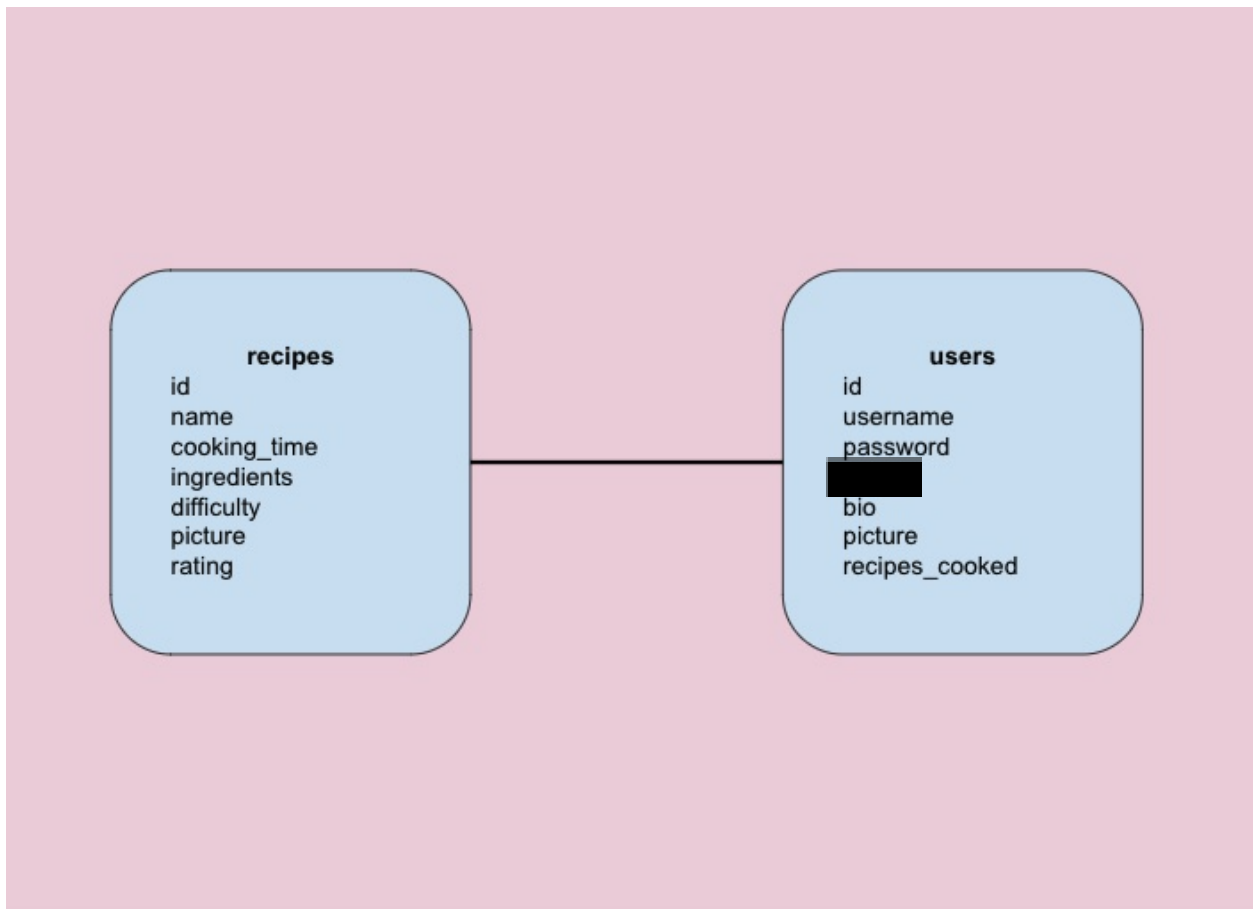 recipes
id
name
cooking_time
ingredients
difficulty
picture
rating
users
id
username
password
bio
picture
recipes_cooked